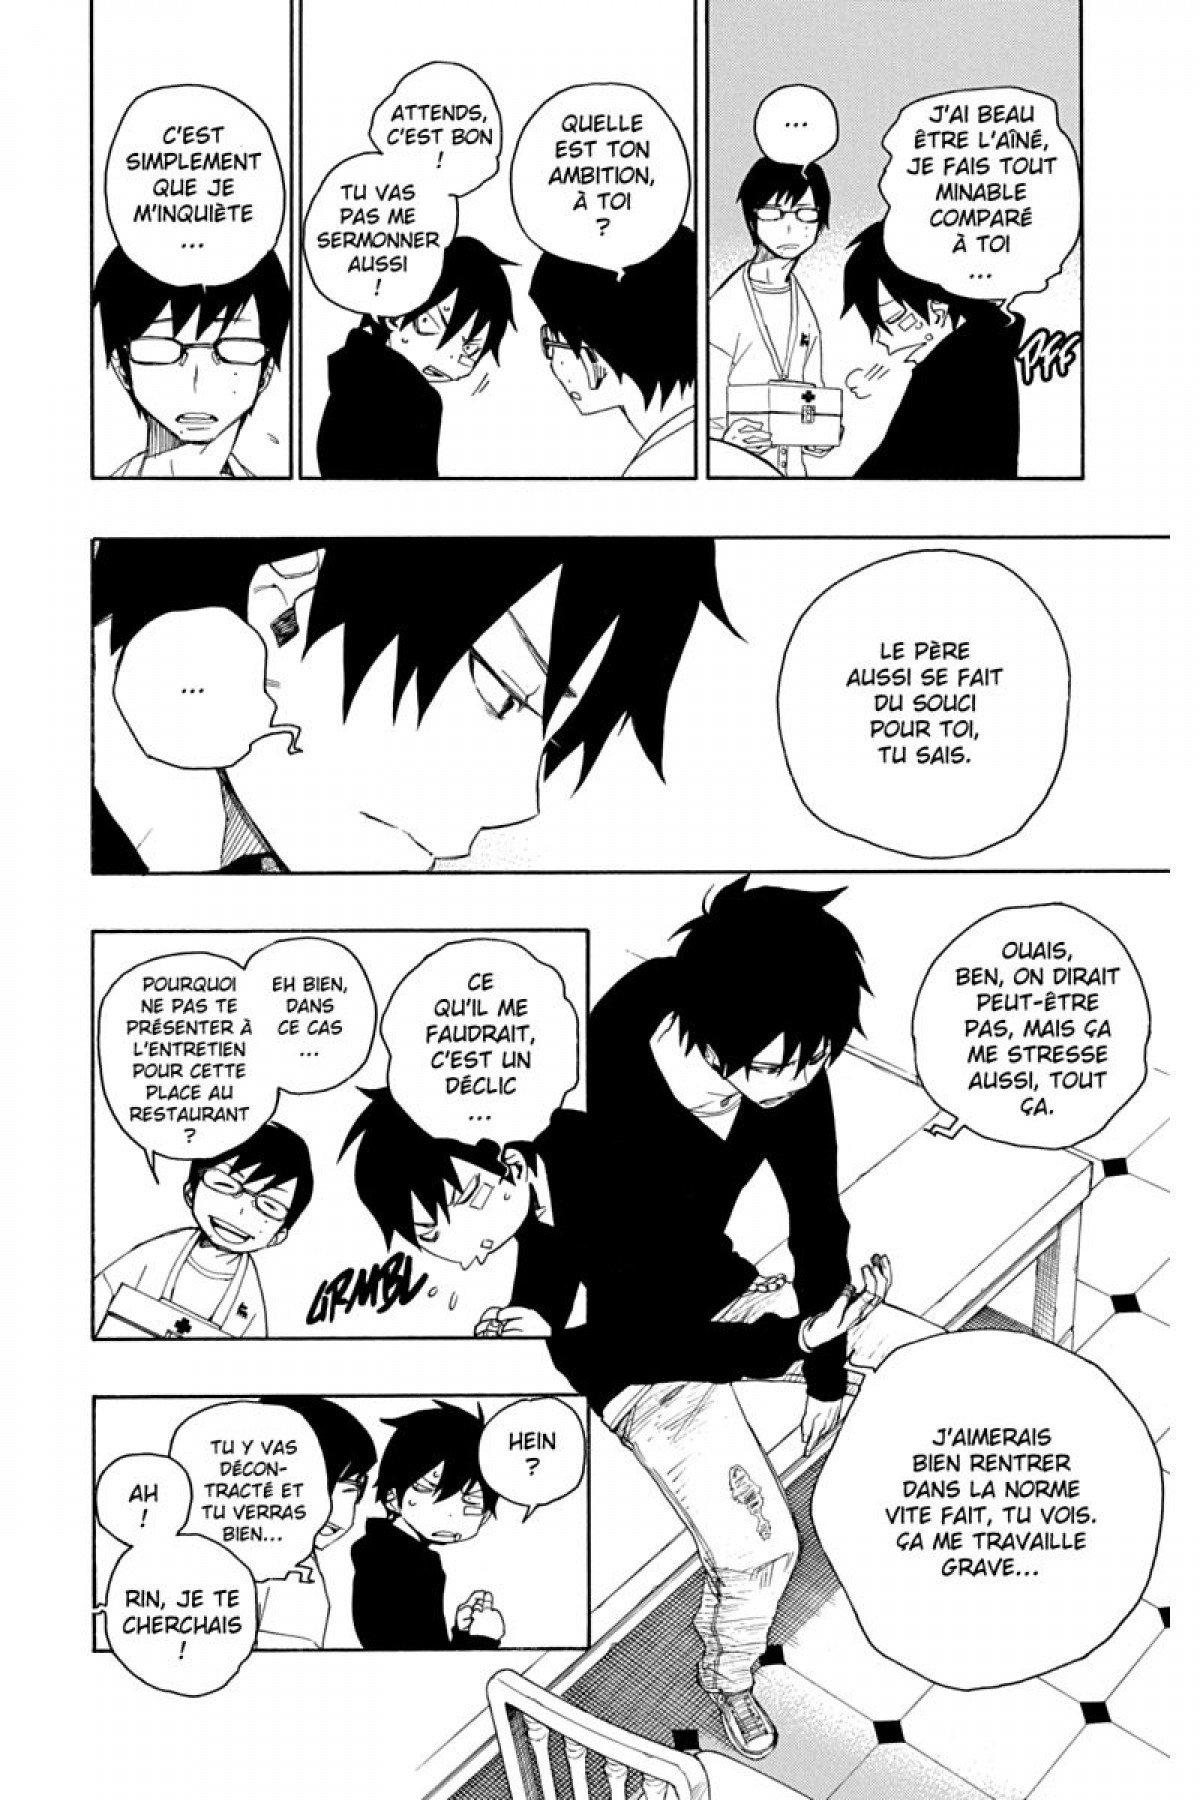 J'AI BEAU
ÊTRE L'AÎNÉ,
JE FAIS TOUT
MINABLE
COMPARÉ
À TOI
...
PFF
...
QUELLE
EST TON
AMBITION,
À TOI
?
ATTENDS,
C'EST BON
!
TU VAS
PAS ME
SERMONNER
AUSSI
!
C'EST
SIMPLEMENT
QUE JE
M'INQUIÈTE
...
LE PÈRE
AUSSI SE FAIT
DU SOUCI
POUR TOI,
TU SAIS.
...
OUAIS,
BEN, ON DIRAIT
PEUT-ÊTRE
PAS, MAIS ÇA
ME STRESSE
AUSSI, TOUT
ÇA.
J'AIMERAIS
BIEN RENTRER
DANS LA NORME
VITE FAIT, TU VOIS.
ÇA ME TRAVAILLE
GRAVE...
CE
QU'IL ME
FAUDRAIT,
C'EST UN
DÉCLIC
...
GRMBL
EH BIEN,
DANS
CE CAS
...
POURQUOI
NE PAS TE
PRÉSENTER À
L'ENTRETIEN
POUR CETTE
PLACE AU
RESTAURANT
?
HEIN
?
TU Y VAS
DÉCON-
TRACTÉ ET
TU VERRAS
BIEN...
AH
!
RIN, JE TE
CHERCHAIS
!